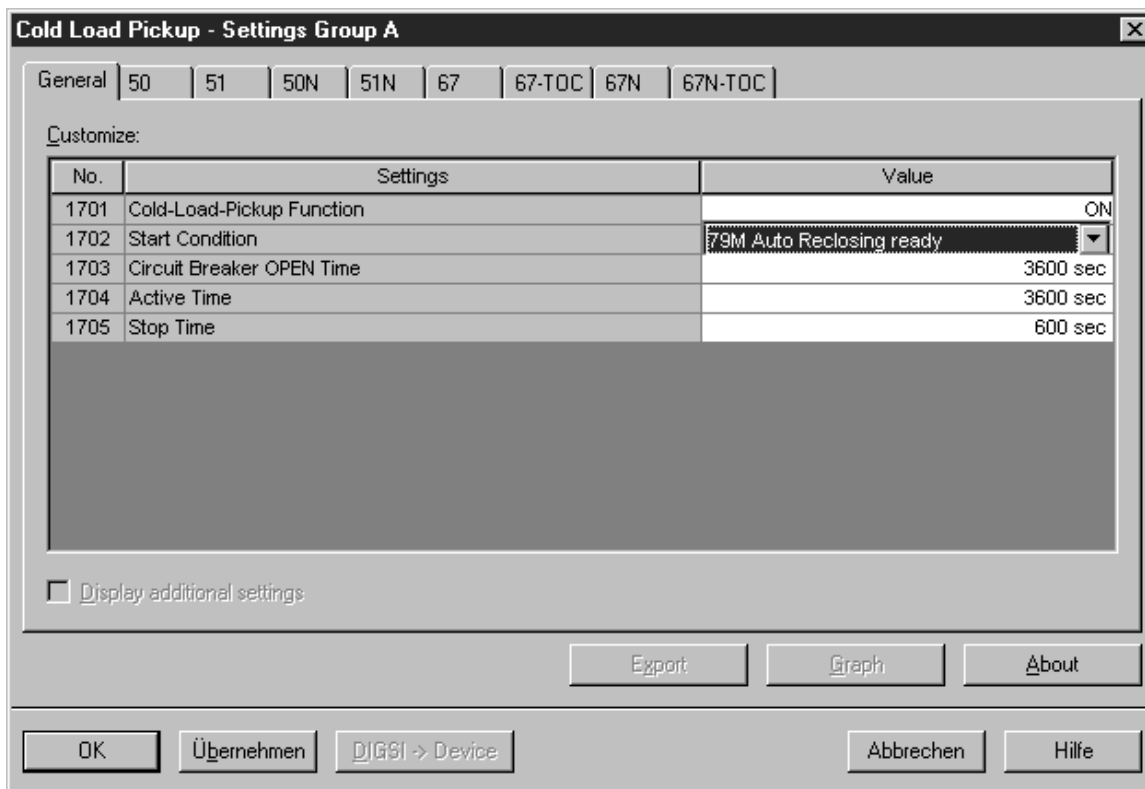 Cold Load Pickup - Settings Group A
General 50 51 50N 51N 67 67-TOC 67N 67N-TOC
Customize:
No. Settings Value
1701 Cold-Load-Pickup Function ON
1702 Start Condition 79M Auto Reclosing ready
1703 Circuit Breaker OPEN Time 3600 sec
1704 Active Time 3600 sec
1705 Stop Time 600 sec
Display additional settings
Export Graph About
OK Übernehmen DIGSI -> Device Abbrechen Hilfe